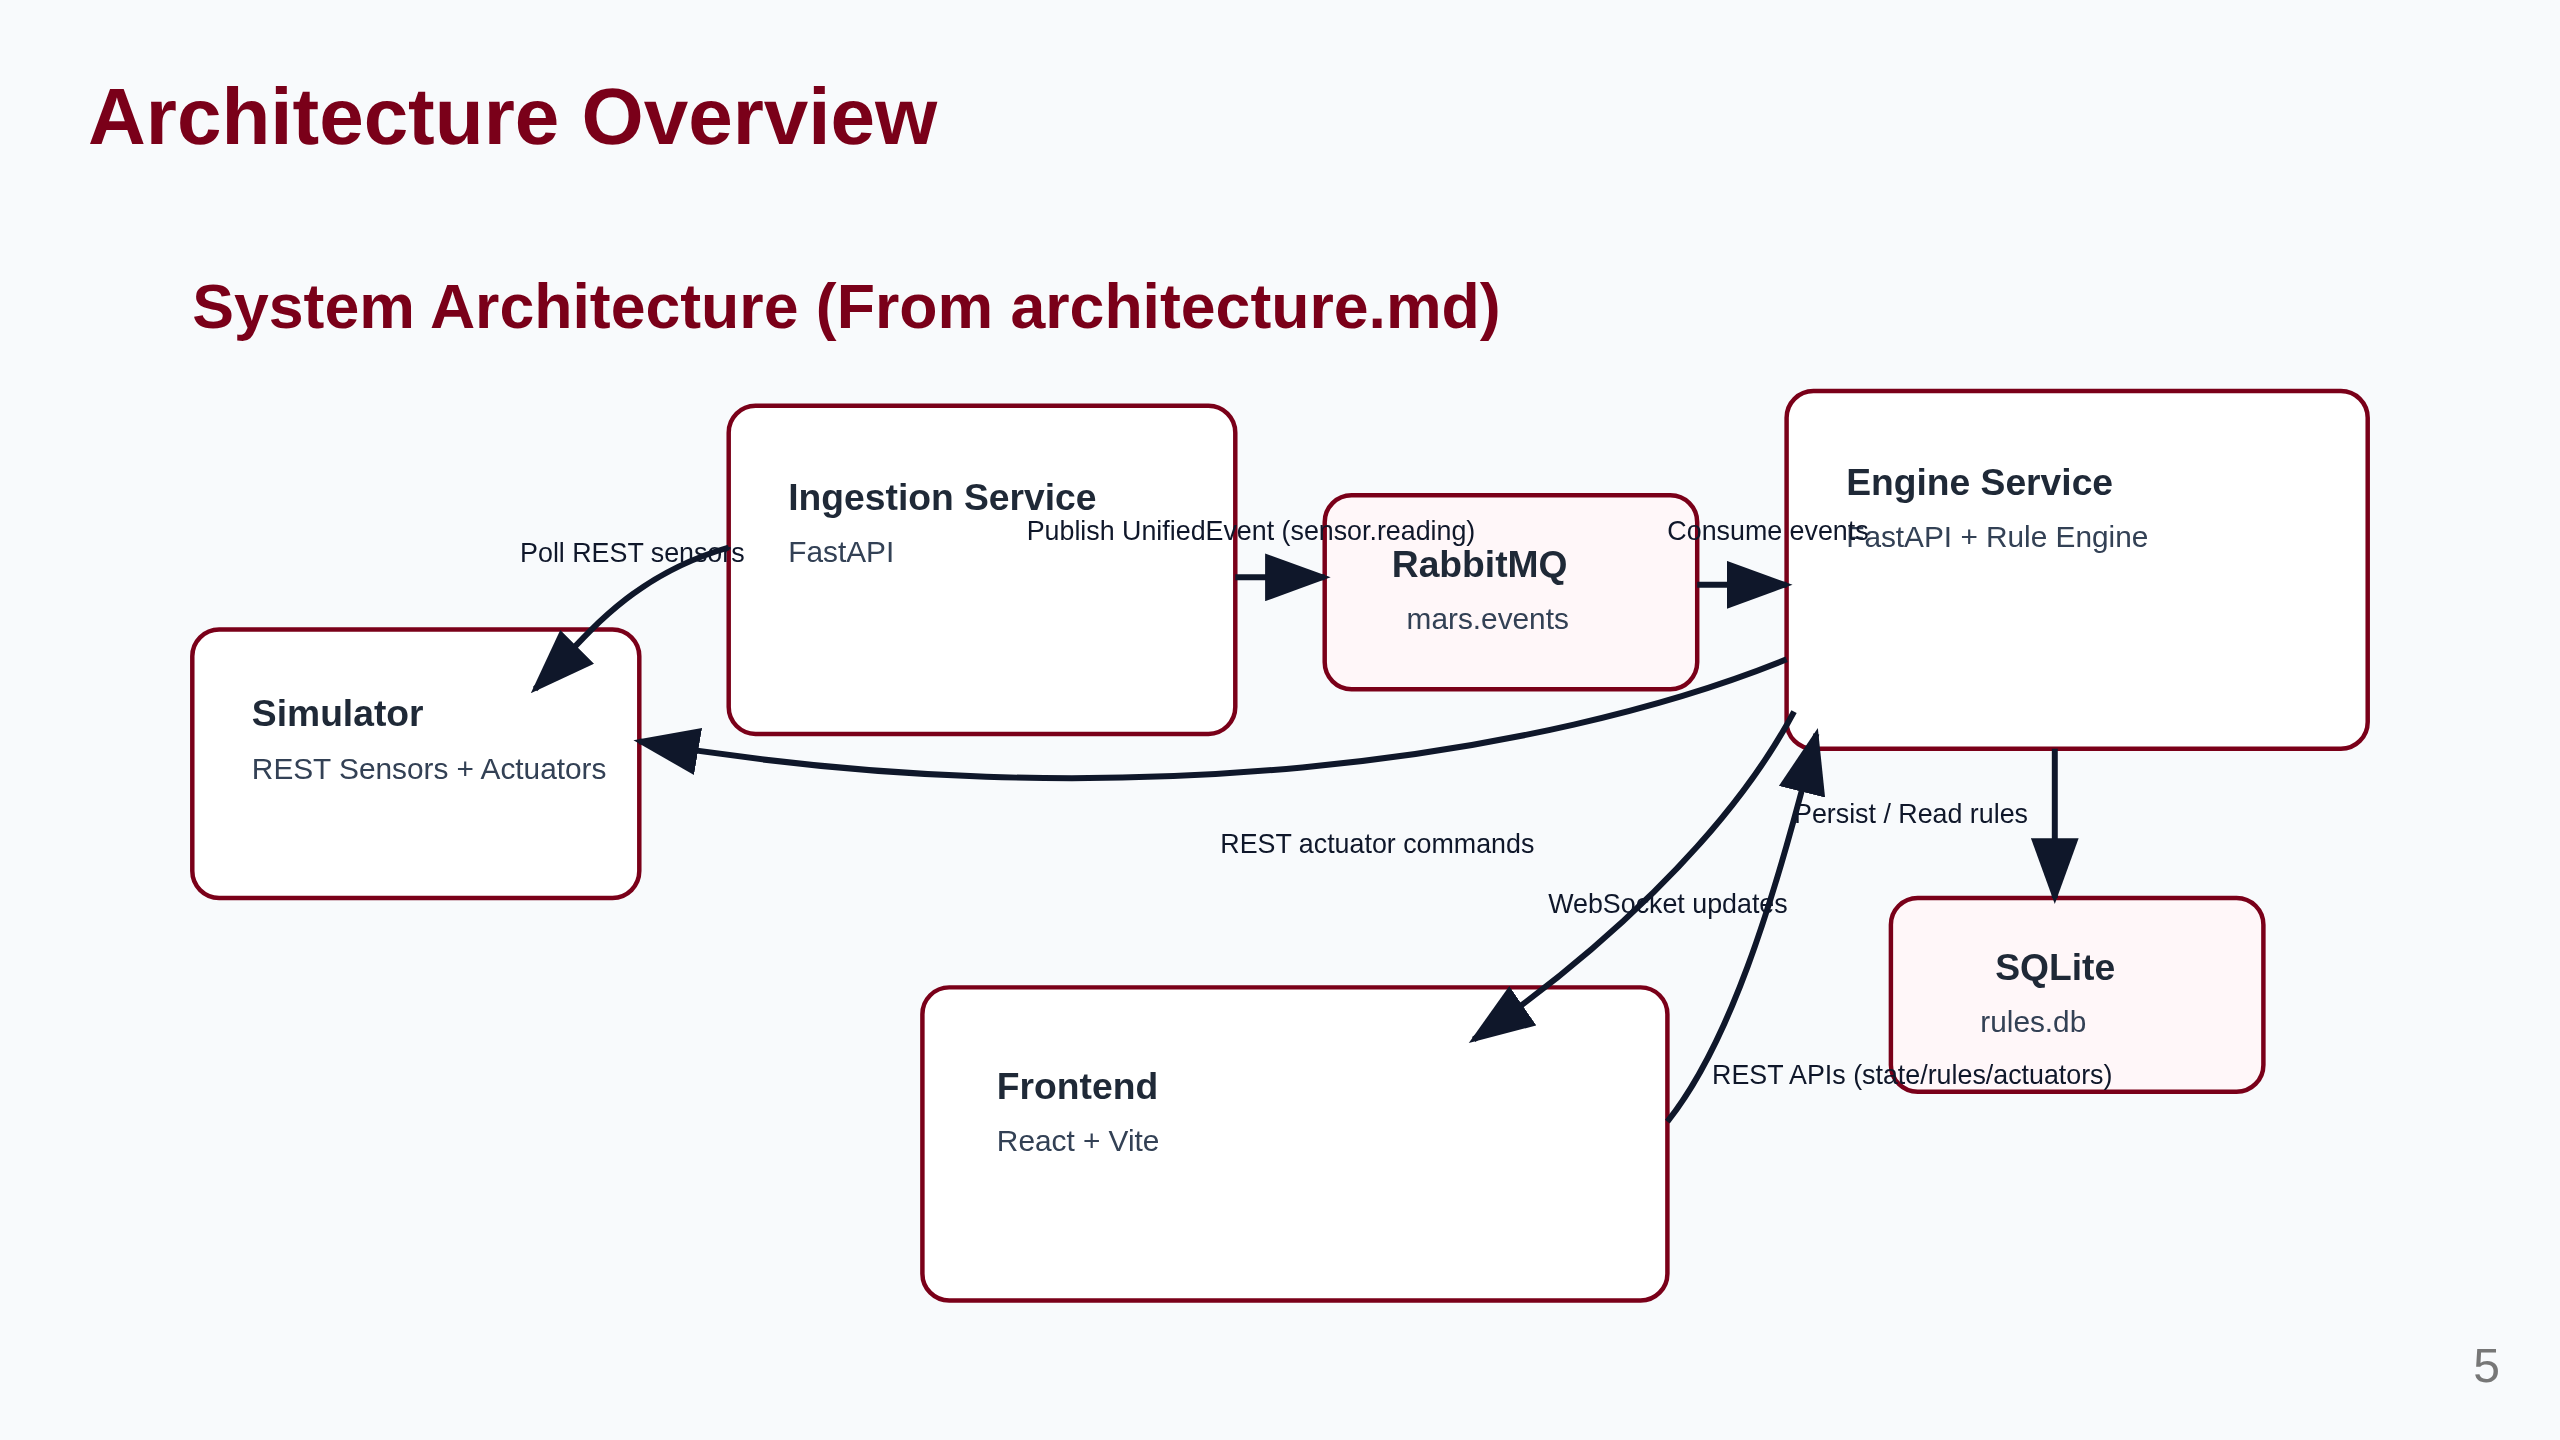 Architecture Overview
System Architecture (From architecture.md)
Ingestion Service
FastAPI
Publish UnifiedEvent (sensor.reading)
RabbitMQ
mars.events
Consume events
Engine Service
FastAPI + Rule Engine
Poll REST sensors
Simulator
REST Sensors + Actuators
REST actuator commands
WebSocket updates
Persist / Read rules
SQLite
rules.db
REST APIs (state/rules/actuators)
Frontend
React + Vite
5